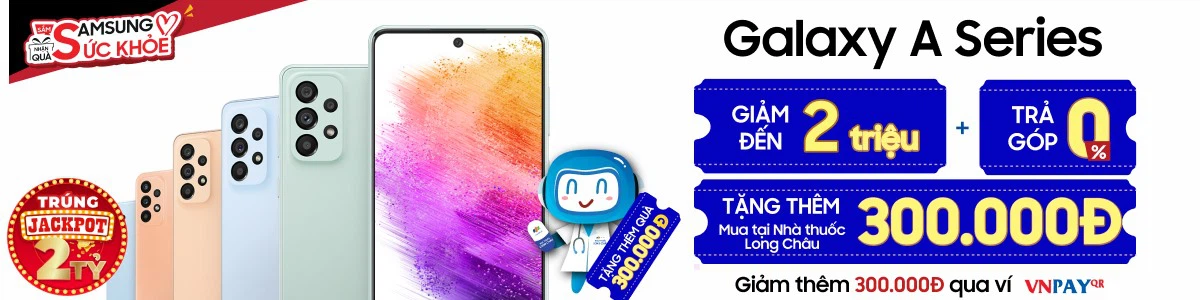 SẮM
NHẬN
QUÀ
SAMSUNG
SỨC KHỎE
TRÚNG
JACKPOT
2 TỶ
TẶNG THÊM QUÀ
300.000Đ
Galaxy A Series
GIẢM
ĐẾN
2 triệu
+
TRẢ
GÓP
0%
TẶNG THÊM
Mua tại Nhà thuốc
Long Châu
300.000Đ
Giảm thêm 300.000Đ qua ví VNPAYQR